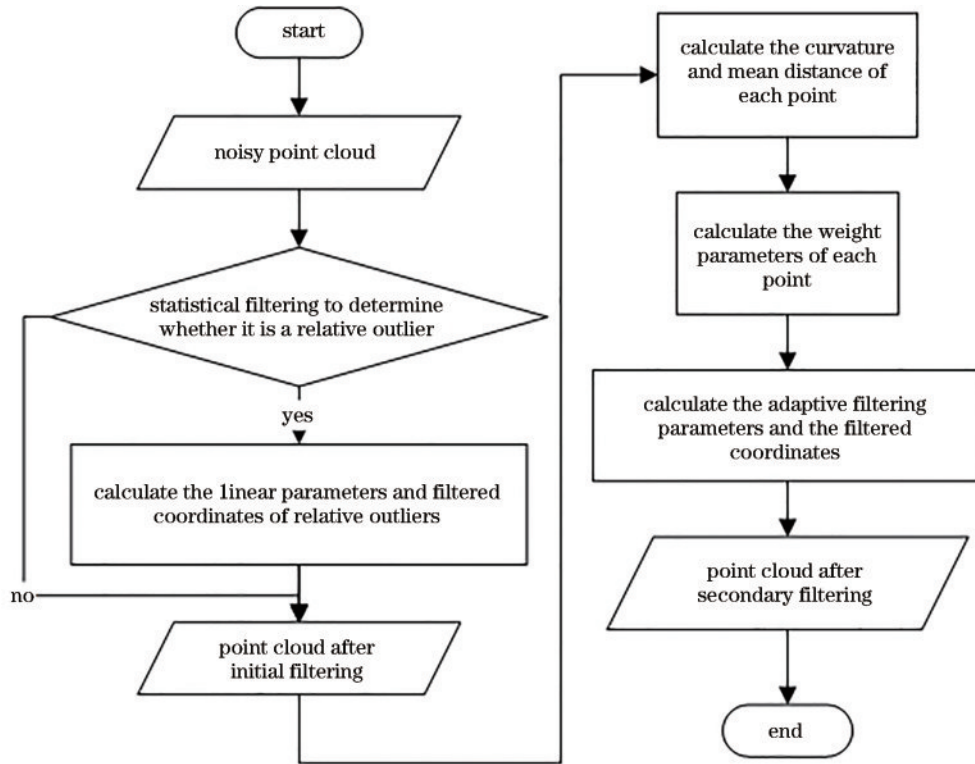 start
noisy point cloud
statistical filtering to determine
whether it is a relative outlier
yes
calculate the linear parameters and filtered
coordinates of relative outliers
no
point cloud after
initial filtering
calculate the curvature
and mean distance of
each point
calculate the weight
parameters of each
point
calculate the adaptive filtering
parameters and the filtered
coordinates
point cloud after
secondary filtering
end